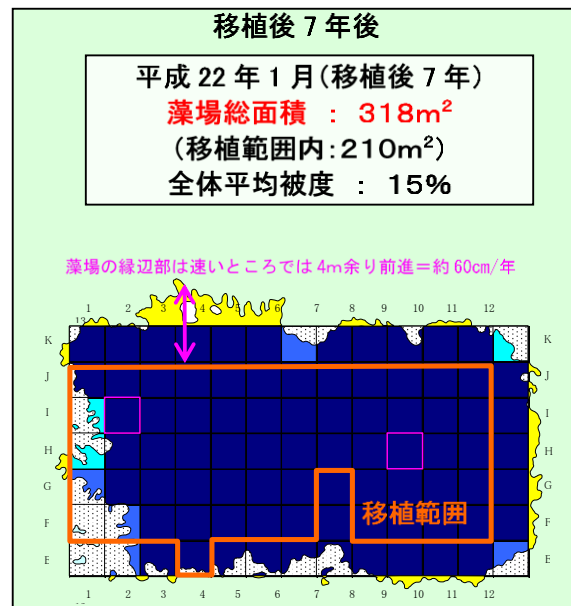 移植後7年後
平成22年1月(移植後7年)
藻場総面積 : 318m²
(移植範囲内:210m²)
全体平均被度 : 15%
藻場の縁辺部は速いところでは4m余り前進=約60cm/年
1 2 3 4 5 6 7 8 9 10 11 12
13
K K
J J
I I
H H
G G
F 移植範囲 F
E E
1 2 3 4 5 6 7 8 9 10 11 12